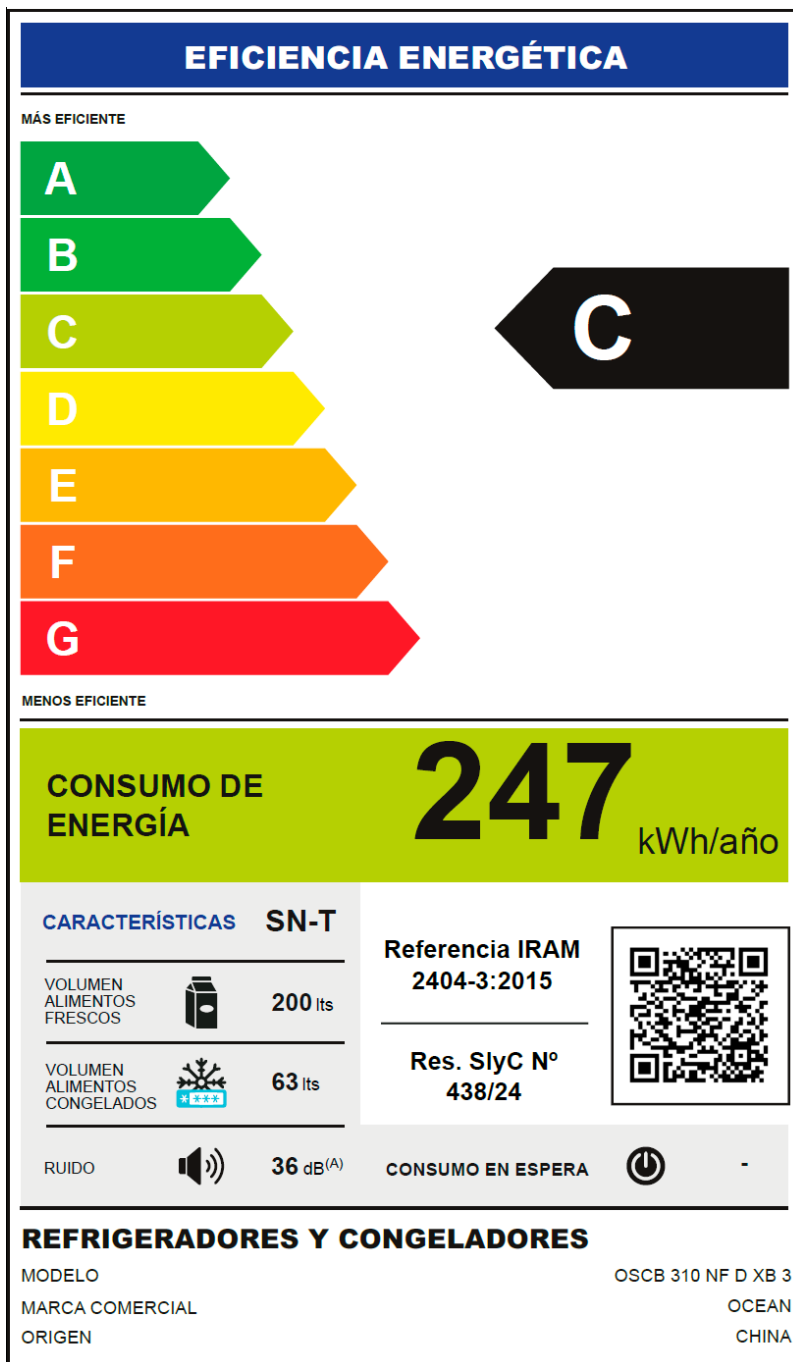 EFICIENCIA ENERGÉTICA
MÁS EFICIENTE
A
B
C
C
D
E
F
G
MENOS EFICIENTE
CONSUMO DE
ENERGÍA
247
kWh/año
CARACTERÍSTICAS SN-T
VOLUMEN
ALIMENTOS
FRESCOS
200 lts
VOLUMEN
ALIMENTOS
CONGELADOS
63 lts
RUIDO
36 dB(A)
Referencia IRAM
2404-3:2015
Res. SIyC Nº
438/24
CONSUMO EN ESPERA -
REFRIGERADORES Y CONGELADORES
MODELO OSCB 310 NF D XB 3
MARCA COMERCIAL OCEAN
ORIGEN CHINA